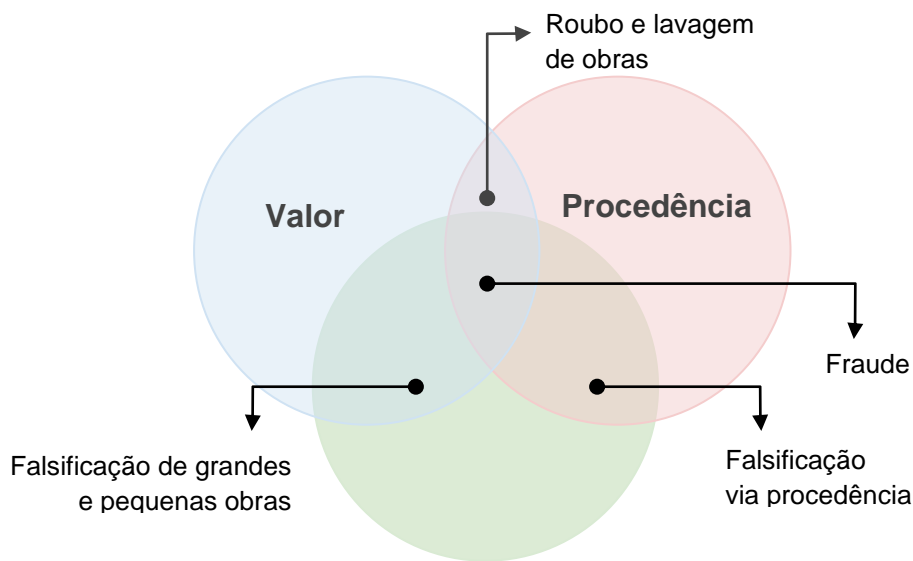 Roubo e lavagem
de obras
Valor
Procedência
Fraude
Falsificação de grandes
e pequenas obras
Falsificação
via procedência